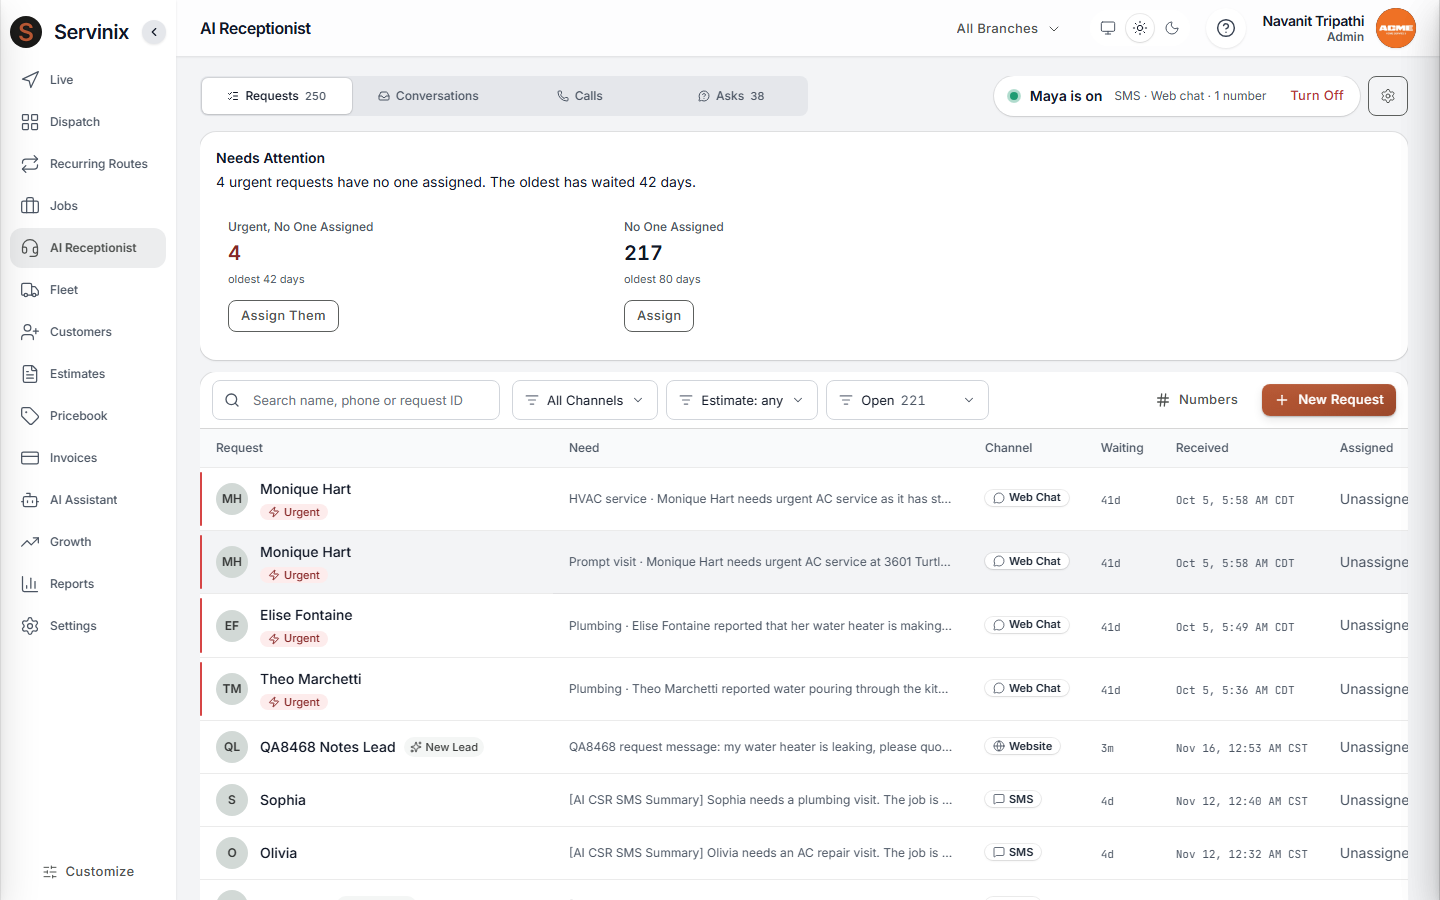 S Servinix
Live
Dispatch
Recurring Routes
Jobs
AI Receptionist
Fleet
Customers
Estimates
Pricebook
Invoices
AI Assistant
Growth
Reports
Settings
Customize
AI Receptionist
All Branches
Navanit Tripathi
Admin
ACME
Requests 250
Conversations
Calls
Asks 38
Maya is on SMS · Web chat · 1 number Turn Off
Needs Attention
4 urgent requests have no one assigned. The oldest has waited 42 days.
Urgent, No One Assigned
4
oldest 42 days
Assign Them
No One Assigned
217
oldest 80 days
Assign
Search name, phone or request ID
All Channels
Estimate: any
Open 221
Numbers
New Request
Request Need Channel Waiting Received Assigned
MH Monique Hart Urgent HVAC service · Monique Hart needs urgent AC service as it has st... Web Chat 41d Oct 5, 5:58 AM CDT Unassigne
MH Monique Hart Urgent Prompt visit · Monique Hart needs urgent AC service at 3601 Turtl... Web Chat 41d Oct 5, 5:58 AM CDT Unassigne
EF Elise Fontaine Urgent Plumbing · Elise Fontaine reported that her water heater is making... Web Chat 41d Oct 5, 5:49 AM CDT Unassigne
TM Theo Marchetti Urgent Plumbing · Theo Marchetti reported water pouring through the kit... Web Chat 41d Oct 5, 5:36 AM CDT Unassigne
QL QA8468 Notes Lead New Lead QA8468 request message: my water heater is leaking, please quo... Website 3m Nov 16, 12:53 AM CST Unassigne
S Sophia [AI CSR SMS Summary] Sophia needs a plumbing visit. The job is ... SMS 4d Nov 12, 12:40 AM CST Unassigne
O Olivia [AI CSR SMS Summary] Olivia needs an AC repair visit. The job is ... SMS 4d Nov 12, 12:32 AM CST Unassigne